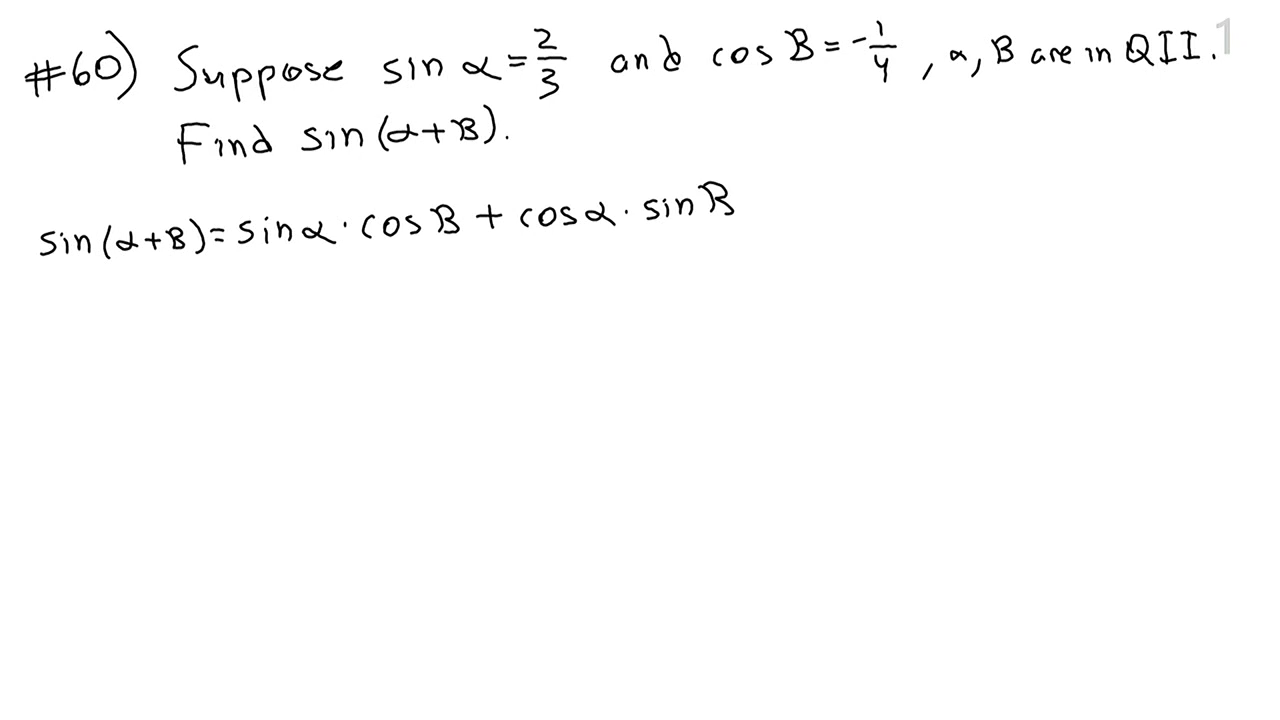 #60) Suppose sin α = 2/3 and cos B = -1/4, α, B are in QII. 1
Find sin(α+B).
sin(α+B) = sin α · cos B + cos α · sin B